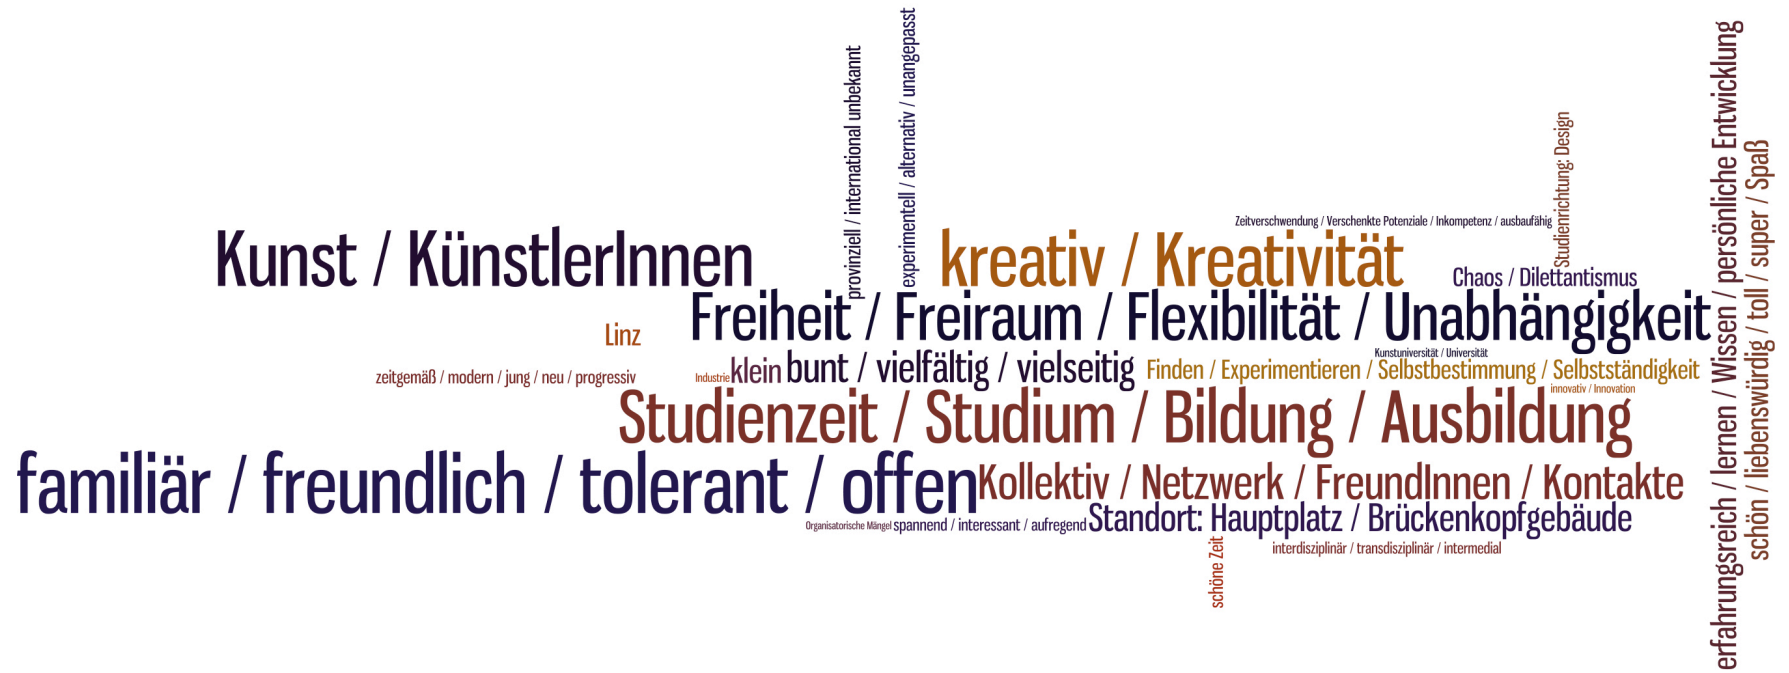 provinziell / international unbekannt
experimentell / alternativ / unangepasst
Studienrichtung: Design
erfahrungsreich / lernen / Wissen / persönliche Entwicklung
schön / liebenswürdig / toll / super / Spaß
Zeitverschwendung / Verschenkte Potenziale / Inkompetenz / ausbaufähig
Kunst / KünstlerInnen
kreativ / Kreativität
Chaos / Dilettantismus
Freiheit / Freiraum / Flexibilität / Unabhängigkeit
Linz
Kunstuniversität / Universität
zeitgemäß / modern / jung / neu / progressiv
Industrie
klein
bunt / vielfältig / vielseitig
Finden / Experimentieren / Selbstbestimmung / Selbstständigkeit
innovativ / Innovation
Studienzeit / Studium / Bildung / Ausbildung
familiär / freundlich / tolerant / offen
Kollektiv / Netzwerk / FreundInnen / Kontakte
Organisatorische Mängel
spannend / interessant / aufregend
Standort: Hauptplatz / Brückenkopfgebäude
schöne Zeit
interdisziplinär / transdisziplinär / intermedial